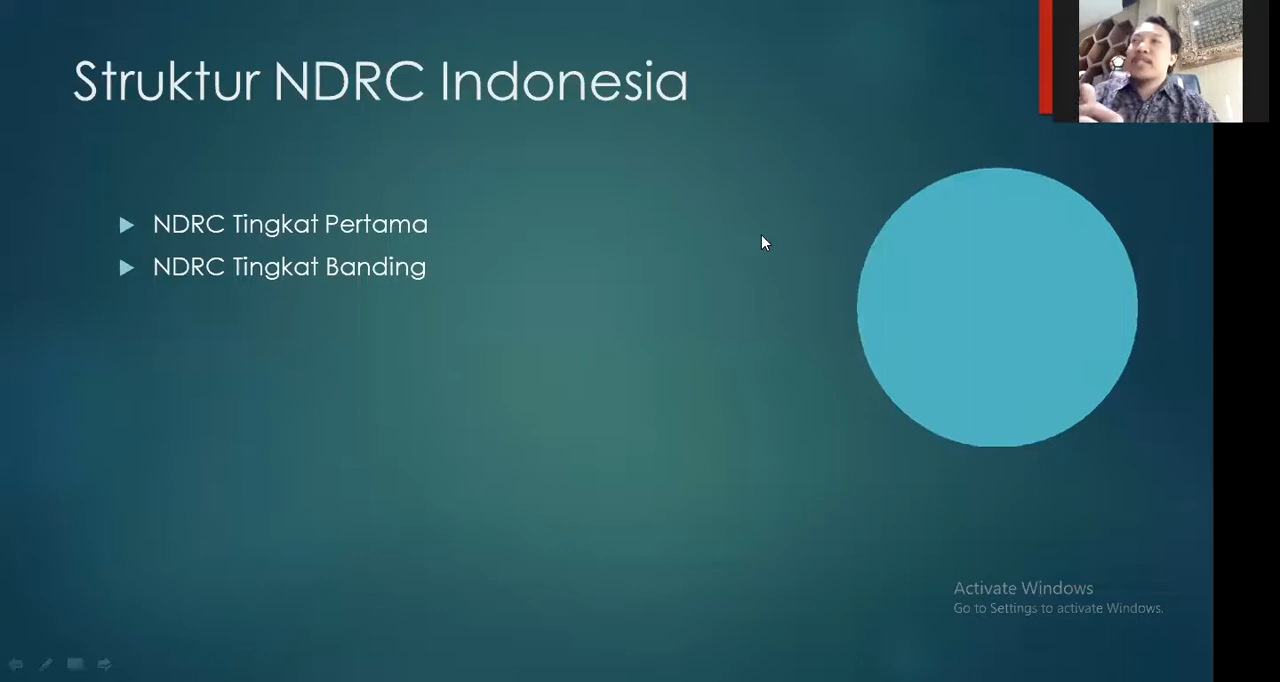 Struktur NDRC Indonesia
NDRC Tingkat Pertama
NDRC Tingkat Banding
Activate Windows
Go to Settings to activate Windows.